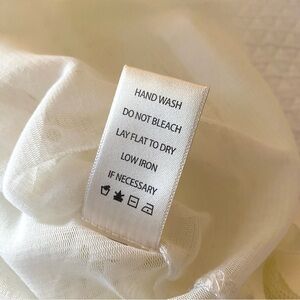 HAND WASH
DO NOT BLEACH
LAY FLAT TO DRY
LOW IRON
IF NECESSARY